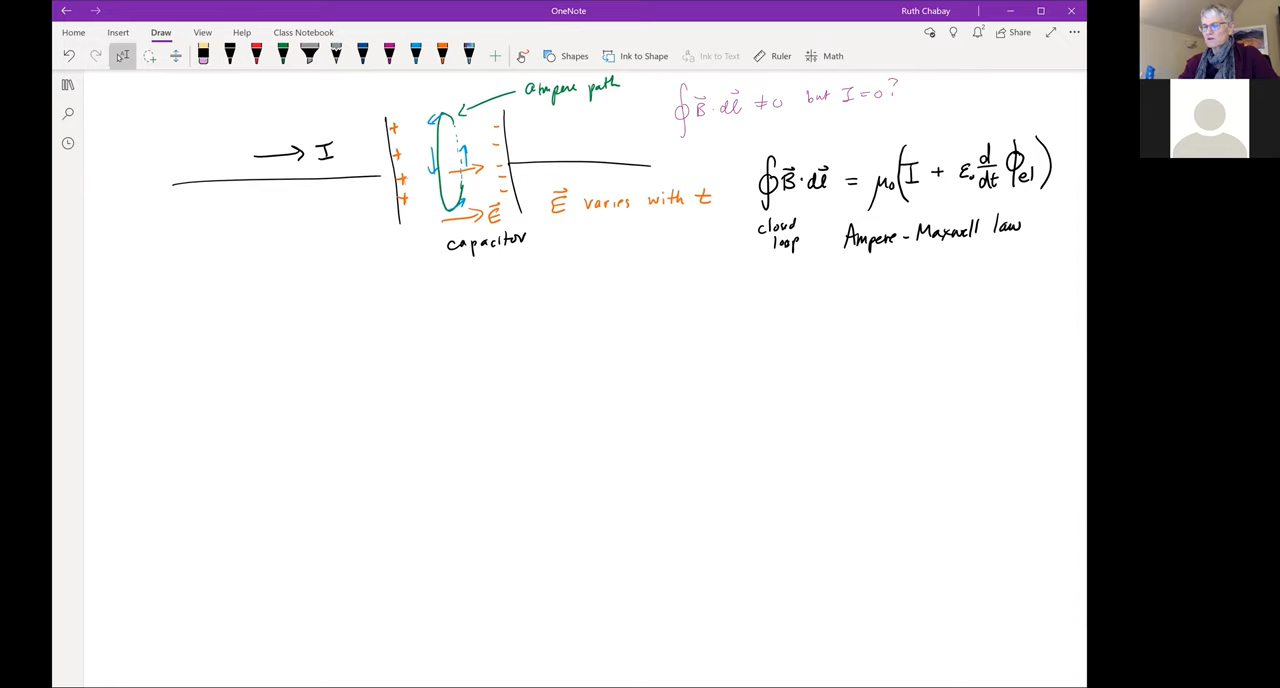 OneNote
Ruth Chabay
Home Insert Draw View Help Class Notebook
Share
Shapes Ink to Shape Ink to Text Ruler Math
Ampere path
∮ B⃗ · dl⃗ ≠ 0 but I = 0?
→ I
+ + + +
- - - - -
E⃗
E⃗ varies with t
capacitor
∮ B⃗ · dl⃗ = μ₀(I + ε₀ d/dt Φel)
cloud
loop
Ampere - Maxwell law